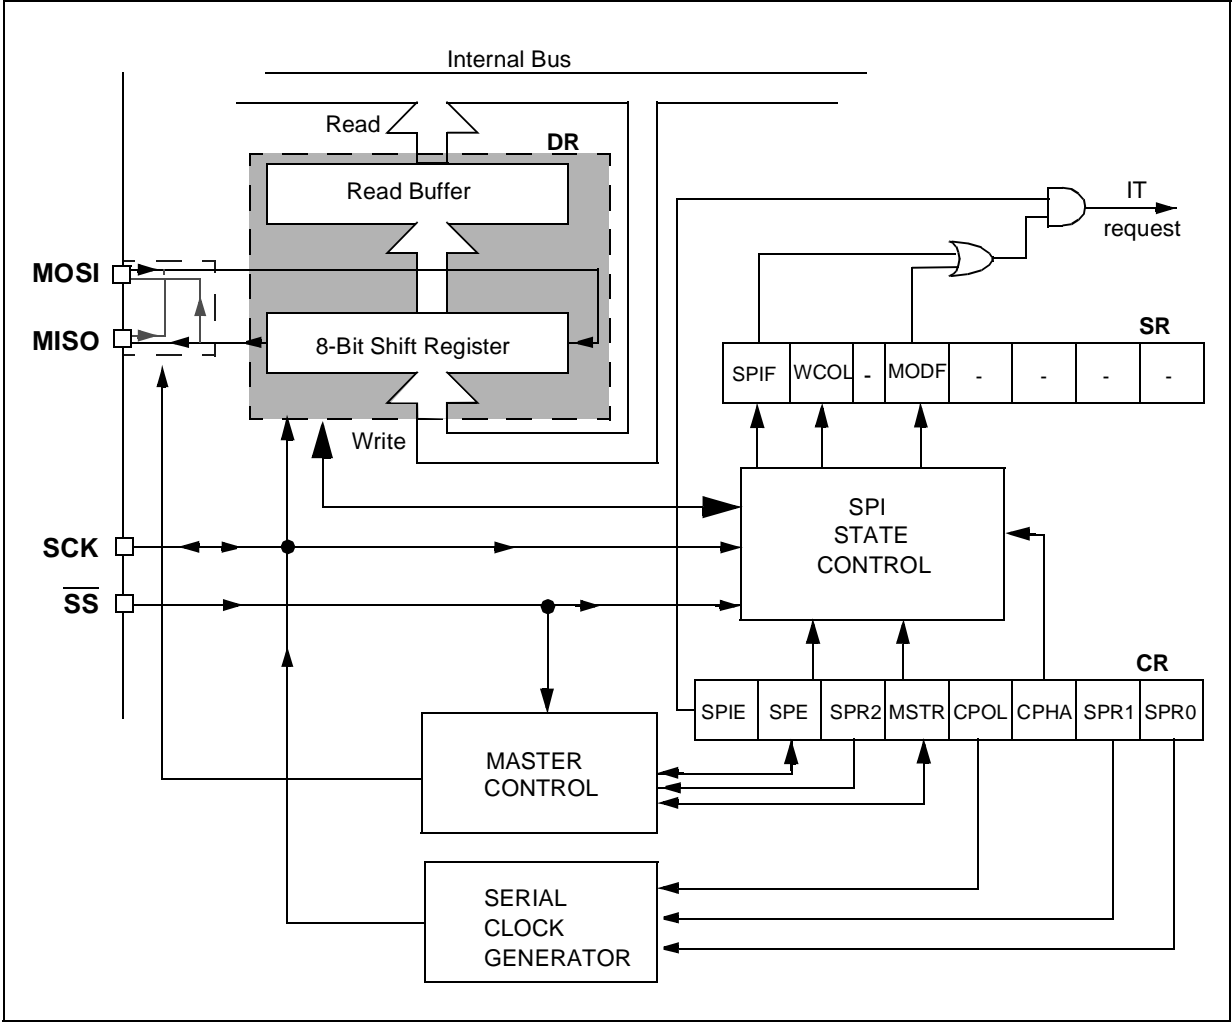 Internal Bus
Read
DR
Read Buffer
IT
request
MOSI
MISO
8-Bit Shift Register
SR
SPIF WCOL - MODF - - - -
Write
SPI
STATE
CONTROL
SCK
SS
CR
SPIE SPE SPR2 MSTR CPOL CPHA SPR1 SPR0
MASTER
CONTROL
SERIAL
CLOCK
GENERATOR